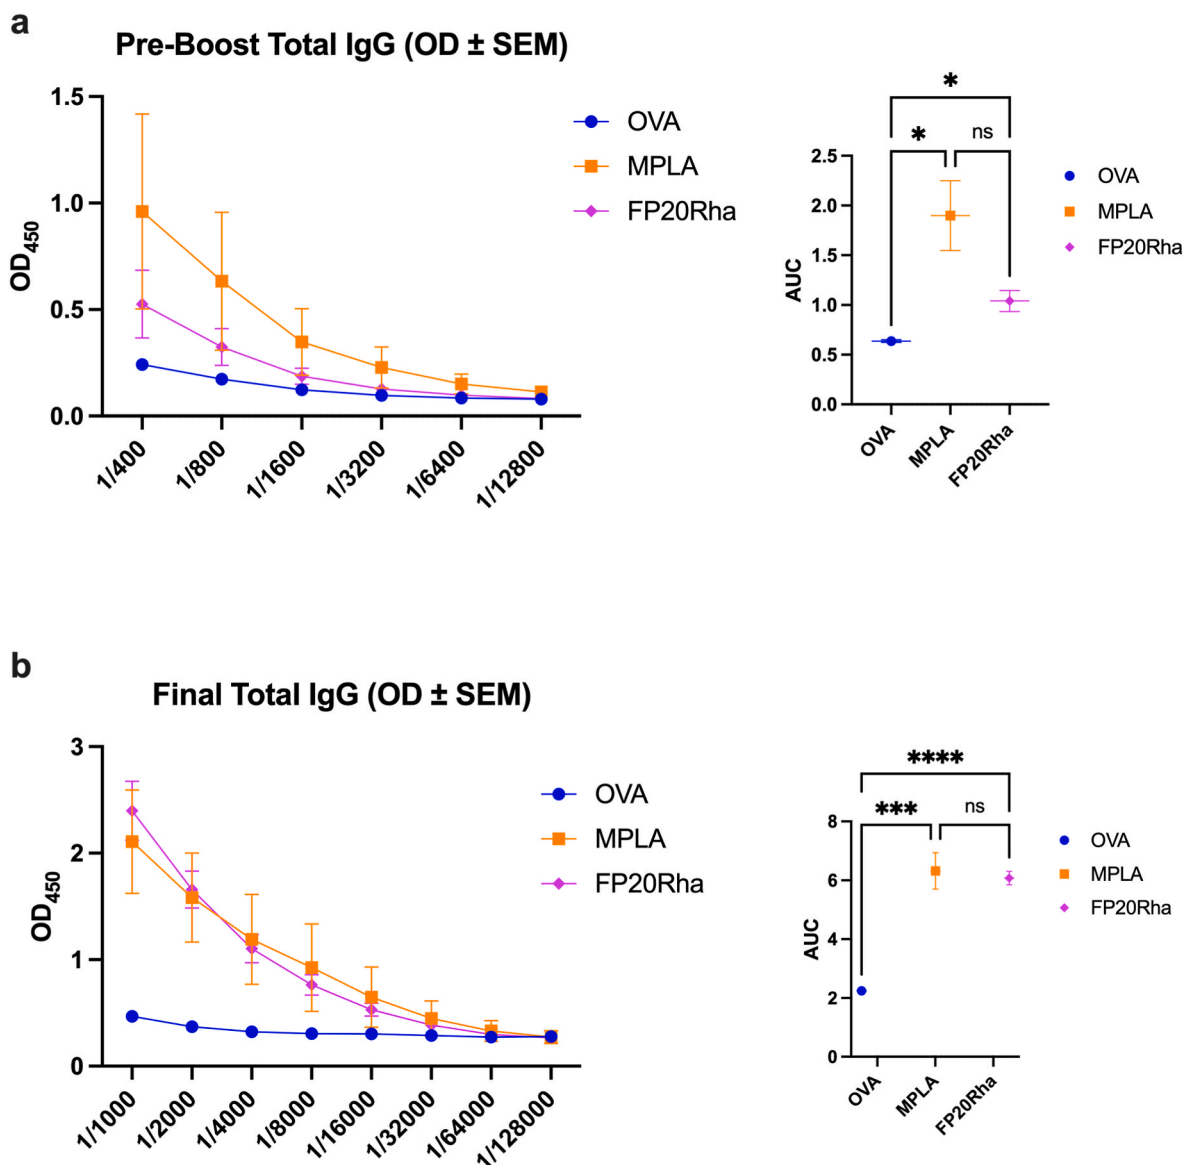 a
Pre-Boost Total IgG (OD ± SEM)
1.5
1.0
0.5
0.0
OD450
1/400
1/800
1/1600
1/3200
1/6400
1/12800
OVA
MPLA
FP20Rha
*
*
ns
2.5
2.0
1.5
1.0
0.5
0.0
AUC
OVA
MPLA
FP20Rha
OVA
MPLA
FP20Rha
b
Final Total IgG (OD ± SEM)
3
2
1
0
OD450
1/1000
1/2000
1/4000
1/8000
1/16000
1/32000
1/64000
1/128000
OVA
MPLA
FP20Rha
****
***
ns
8
6
4
2
0
AUC
OVA
MPLA
FP20Rha
OVA
MPLA
FP20Rha